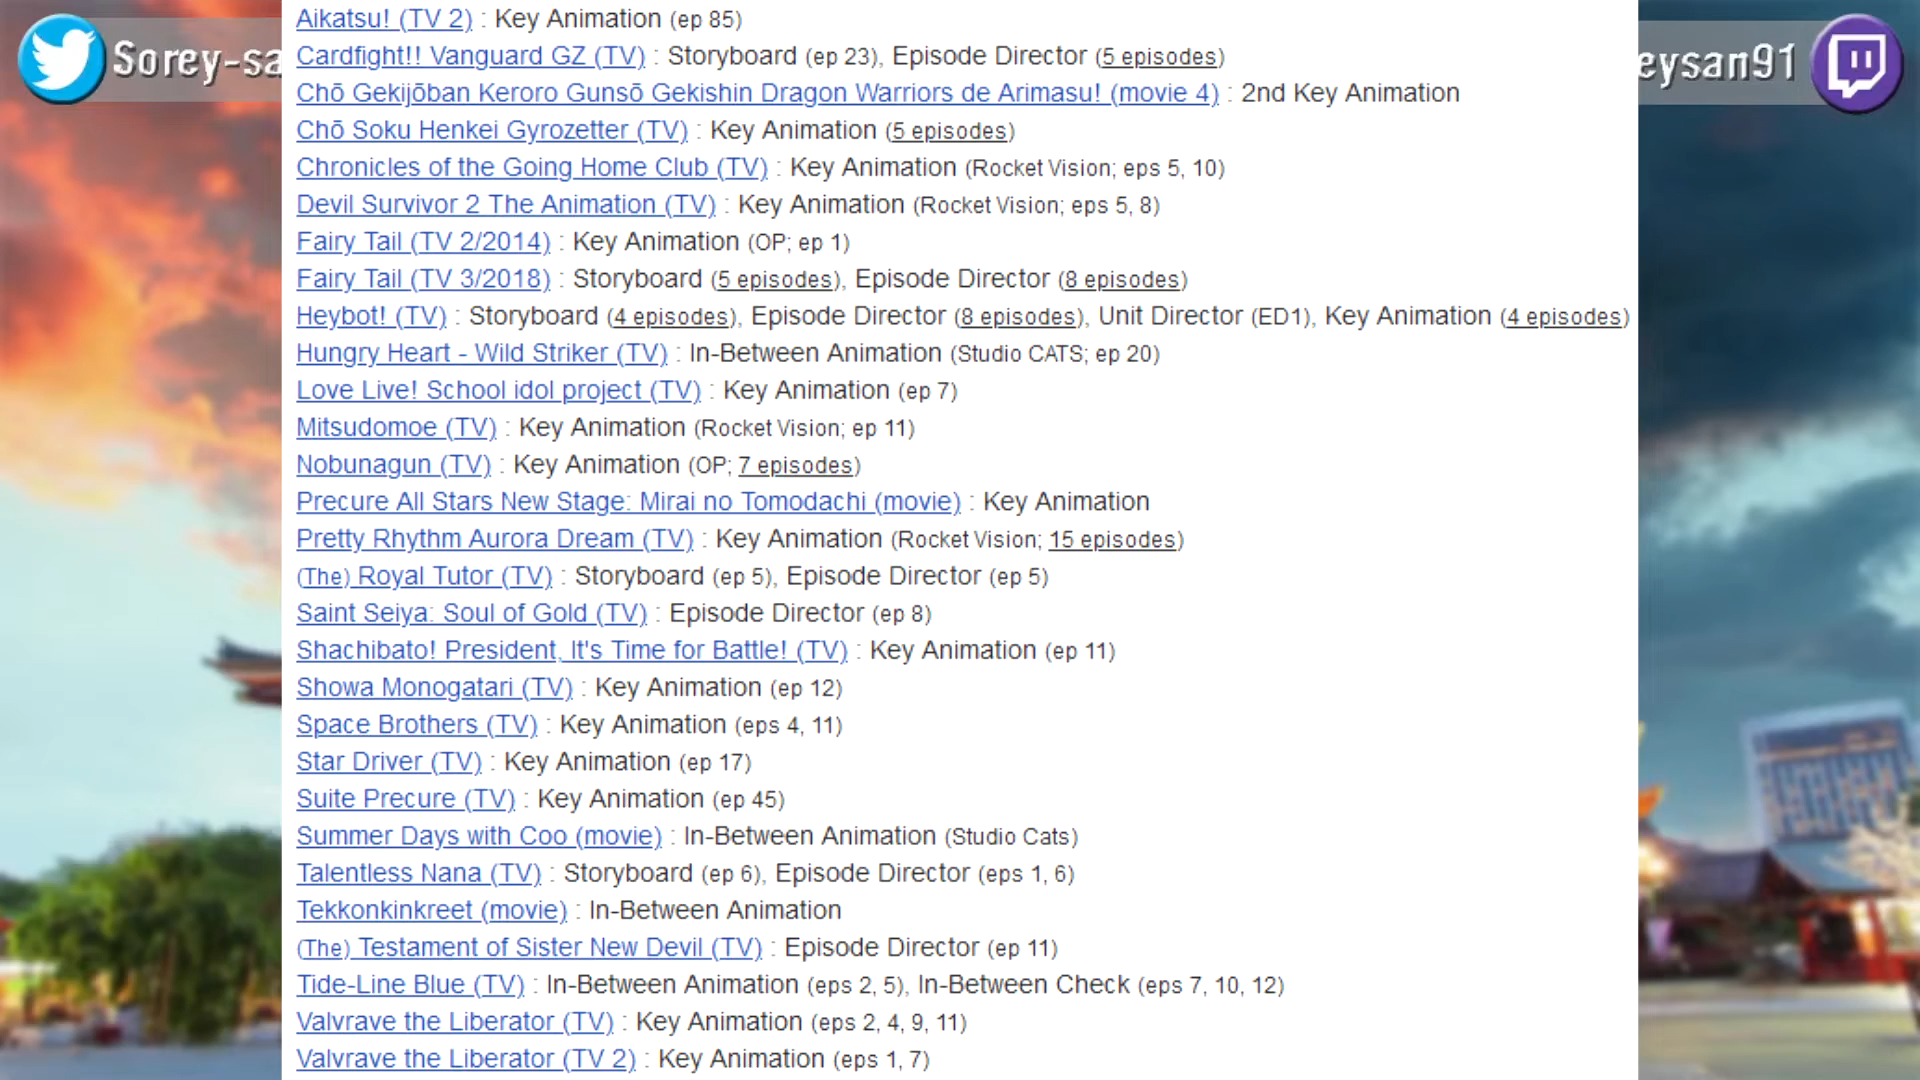 Sorey-sa
eysan91
Aikatsu! (TV 2) : Key Animation (ep 85)
Cardfight!! Vanguard GZ (TV) : Storyboard (ep 23), Episode Director (5 episodes)
Chō Gekijōban Keroro Gunsō Gekishin Dragon Warriors de Arimasu! (movie 4) : 2nd Key Animation
Chō Soku Henkei Gyrozetter (TV) : Key Animation (5 episodes)
Chronicles of the Going Home Club (TV) : Key Animation (Rocket Vision; eps 5, 10)
Devil Survivor 2 The Animation (TV) : Key Animation (Rocket Vision; eps 5, 8)
Fairy Tail (TV 2/2014) : Key Animation (OP; ep 1)
Fairy Tail (TV 3/2018) : Storyboard (5 episodes), Episode Director (8 episodes)
Heybot! (TV) : Storyboard (4 episodes), Episode Director (8 episodes), Unit Director (ED1), Key Animation (4 episodes)
Hungry Heart - Wild Striker (TV) : In-Between Animation (Studio CATS; ep 20)
Love Live! School idol project (TV) : Key Animation (ep 7)
Mitsudomoe (TV) : Key Animation (Rocket Vision; ep 11)
Nobunagun (TV) : Key Animation (OP; 7 episodes)
Precure All Stars New Stage: Mirai no Tomodachi (movie) : Key Animation
Pretty Rhythm Aurora Dream (TV) : Key Animation (Rocket Vision; 15 episodes)
(The) Royal Tutor (TV) : Storyboard (ep 5), Episode Director (ep 5)
Saint Seiya: Soul of Gold (TV) : Episode Director (ep 8)
Shachibato! President, It's Time for Battle! (TV) : Key Animation (ep 11)
Showa Monogatari (TV) : Key Animation (ep 12)
Space Brothers (TV) : Key Animation (eps 4, 11)
Star Driver (TV) : Key Animation (ep 17)
Suite Precure (TV) : Key Animation (ep 45)
Summer Days with Coo (movie) : In-Between Animation (Studio Cats)
Talentless Nana (TV) : Storyboard (ep 6), Episode Director (eps 1, 6)
Tekkonkinkreet (movie) : In-Between Animation
(The) Testament of Sister New Devil (TV) : Episode Director (ep 11)
Tide-Line Blue (TV) : In-Between Animation (eps 2, 5), In-Between Check (eps 7, 10, 12)
Valvrave the Liberator (TV) : Key Animation (eps 2, 4, 9, 11)
Valvrave the Liberator (TV 2) : Key Animation (eps 1, 7)